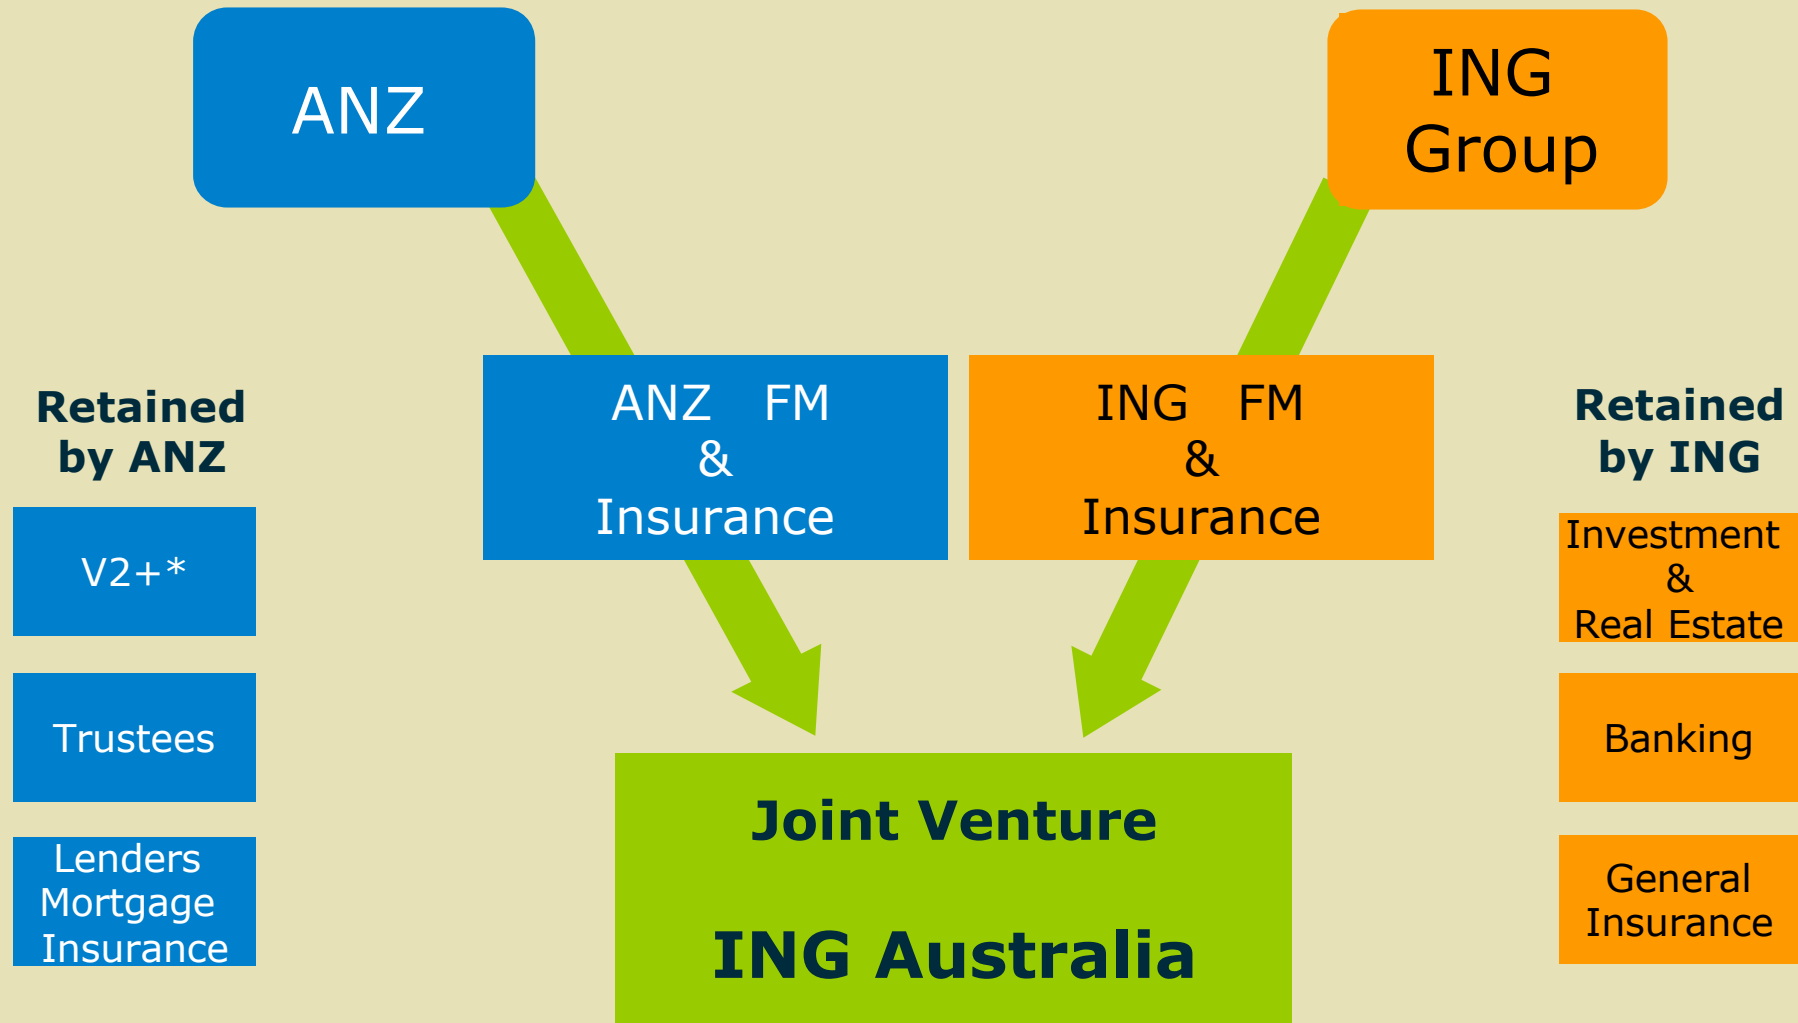 ANZ
ING
Group
ANZ FM
&
Insurance
ING FM
&
Insurance
Retained
by ANZ
V2+*
Trustees
Lenders
Mortgage
Insurance
Retained
by ING
Investment
&
Real Estate
Banking
General
Insurance
Joint Venture
ING Australia